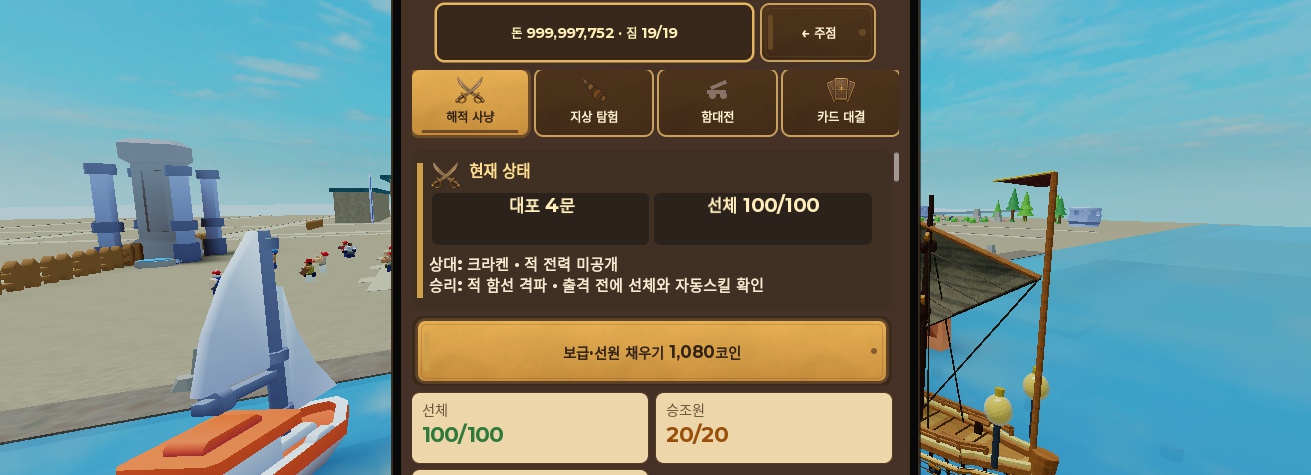 돈 999,997,752 · 짐 19/19
← 주점
해적 사냥
지상 탐험
함대전
카드 대결
현재 상태
대포 4문
선체 100/100
상대: 크라켄 • 적 전력 미공개
승리: 적 함선 격파 • 출격 전에 선체와 자동스킬 확인
보급·선원 채우기 1,080코인
선체
100/100
승조원
20/20